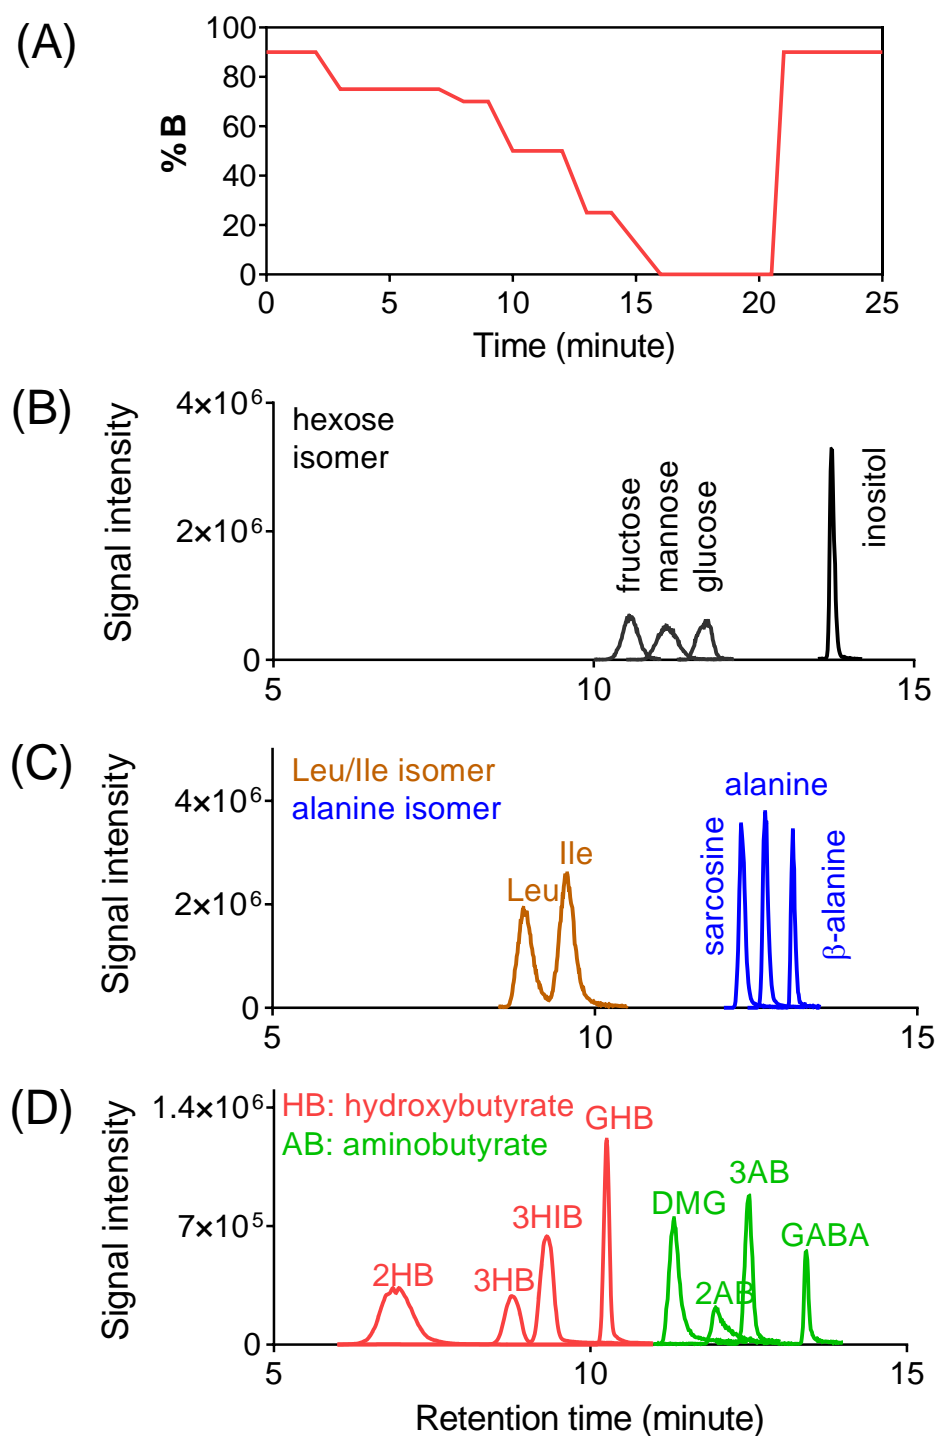 (A)
100
80
60
40
20
0
%B
0 5 10 15 20 25
Time (minute)
(B)
Signal intensity
4×10⁶
2×10⁶
0
hexose
isomer
fructose
mannose
glucose
inositol
5 10 15
(C)
Signal intensity
4×10⁶
2×10⁶
0
Leu/Ile isomer
alanine isomer
Leu
Ile
sarcosine
alanine
β-alanine
5 10 15
(D)
Signal intensity
1.4×10⁶
7×10⁵
0
HB: hydroxybutyrate
AB: aminobutyrate
2HB
3HB
3HIB
GHB
DMG
2AB
3AB
GABA
5 10 15
Retention time (minute)